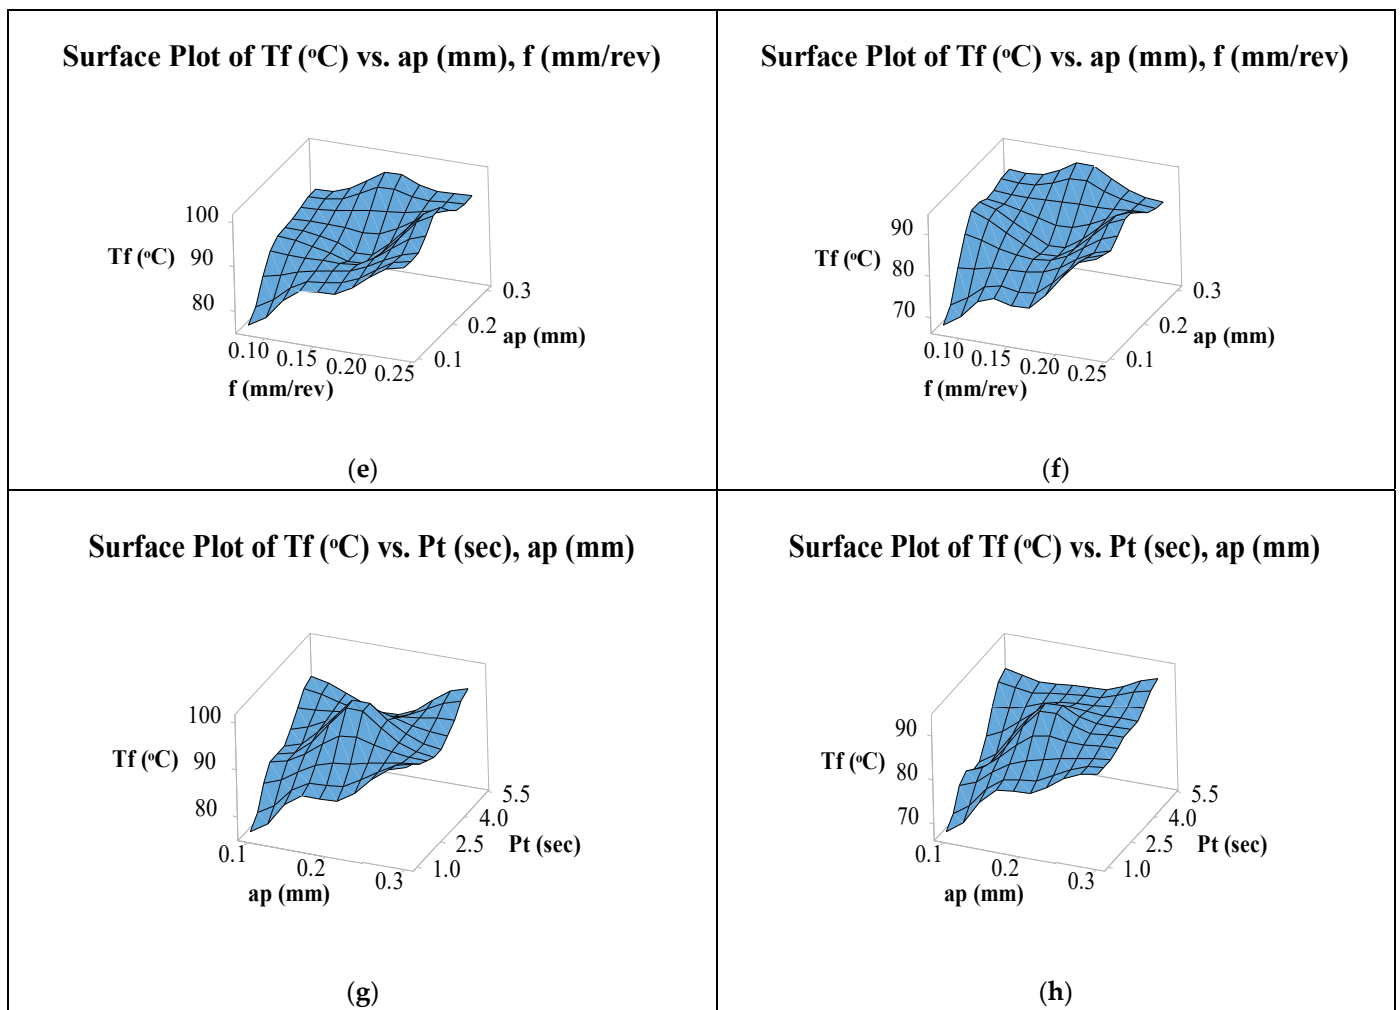 Surface Plot of Tf (ºC) vs. ap (mm), f (mm/rev)
100
Tf (ºC)
90
80
0.3
0.2
ap (mm)
0.1
0.10
0.15
0.20
0.25
f (mm/rev)
(e)
Surface Plot of Tf (ºC) vs. ap (mm), f (mm/rev)
90
Tf (ºC)
80
70
0.3
0.2
ap (mm)
0.1
0.10
0.15
0.20
0.25
f (mm/rev)
(f)
Surface Plot of Tf (ºC) vs. Pt (sec), ap (mm)
100
Tf (ºC)
90
80
5.5
4.0
2.5
Pt (sec)
1.0
0.1
0.2
0.3
ap (mm)
(g)
Surface Plot of Tf (ºC) vs. Pt (sec), ap (mm)
90
Tf (ºC)
80
70
5.5
4.0
2.5
Pt (sec)
1.0
0.1
0.2
0.3
ap (mm)
(h)